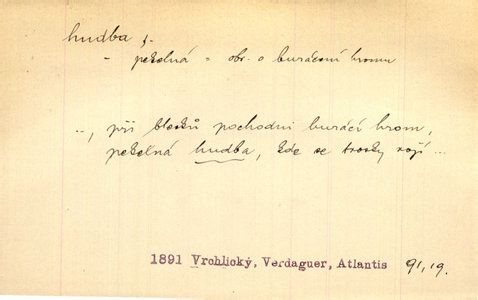 hudba, f.
- pekelná = obr. o burácení hromu
.., při blesků pochodni burácí hrom,
pekelná hudba, kde se trosky rojí ...
1891 Vrchlický, Verdaguer, Atlantis 91,19.